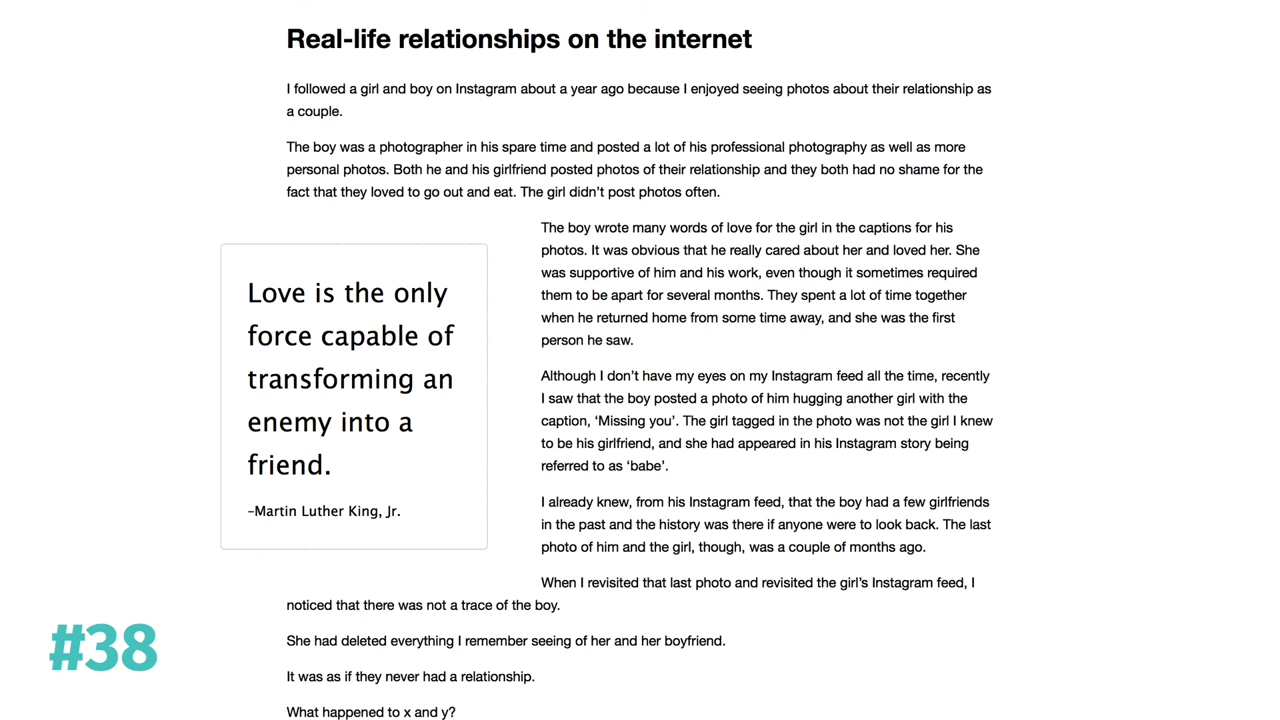 Real-life relationships on the internet
I followed a girl and boy on Instagram about a year ago because I enjoyed seeing photos about their relationship as
a couple.
The boy was a photographer in his spare time and posted a lot of his professional photography as well as more
personal photos. Both he and his girlfriend posted photos of their relationship and they both had no shame for the
fact that they loved to go out and eat. The girl didn’t post photos often.
Love is the only
force capable of
transforming an
enemy into a
friend.
–Martin Luther King, Jr.
The boy wrote many words of love for the girl in the captions for his
photos. It was obvious that he really cared about her and loved her. She
was supportive of him and his work, even though it sometimes required
them to be apart for several months. They spent a lot of time together
when he returned home from some time away, and she was the first
person he saw.
Although I don’t have my eyes on my Instagram feed all the time, recently
I saw that the boy posted a photo of him hugging another girl with the
caption, ‘Missing you’. The girl tagged in the photo was not the girl I knew
to be his girlfriend, and she had appeared in his Instagram story being
referred to as ‘babe’.
I already knew, from his Instagram feed, that the boy had a few girlfriends
in the past and the history was there if anyone were to look back. The last
photo of him and the girl, though, was a couple of months ago.
When I revisited that last photo and revisited the girl’s Instagram feed, I
noticed that there was not a trace of the boy.
She had deleted everything I remember seeing of her and her boyfriend.
It was as if they never had a relationship.
What happened to x and y?
#38